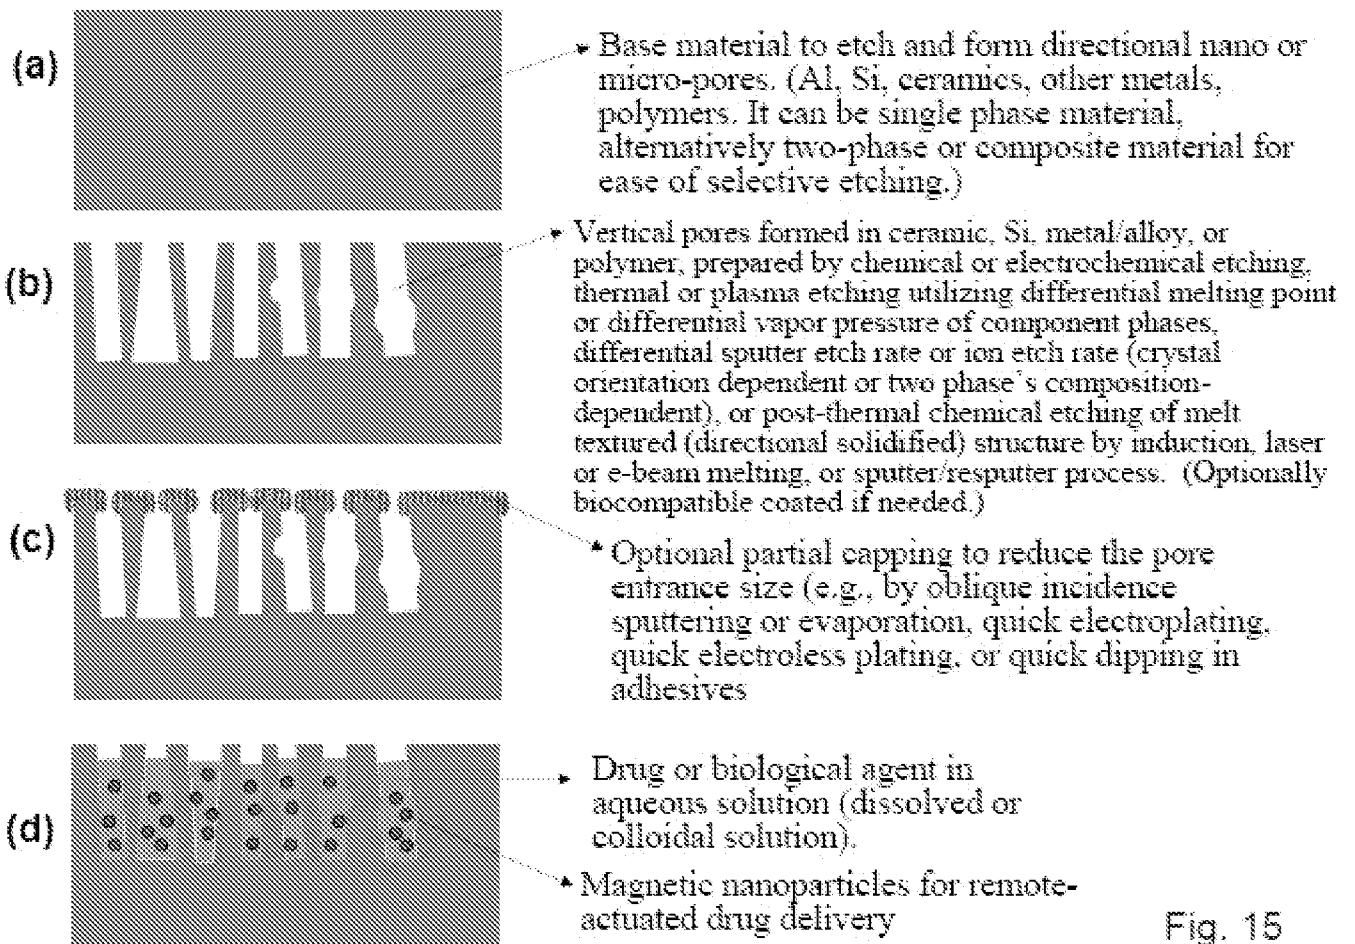 (a)
Base material to etch and form directional nano or
micro-pores. (Al, Si, ceramics, other metals,
polymers. It can be single phase material,
alternatively two-phase or composite material for
ease of selective etching.)
(b)
Vertical pores formed in ceramic, Si, metal/alloy, or
polymer, prepared by chemical or electrochemical etching,
thermal or plasma etching utilizing differential melting point
or differential vapor pressure of component phases,
differential sputter etch rate or ion etch rate (crystal
orientation dependent or two phase's composition-
dependent), or post-thermal chemical etching of melt
textured (directional solidified) structure by induction, laser
or e-beam melting, or sputter/resputter process. (Optionally
biocompatible coated if needed.)
(c)
Optional partial capping to reduce the pore
entrance size (e.g., by oblique incidence
sputtering or evaporation, quick electroplating,
quick electroless plating, or quick dipping in
adhesives
(d)
Drug or biological agent in
aqueous solution (dissolved or
colloidal solution).
Magnetic nanoparticles for remote-
actuated drug delivery
Fig. 15